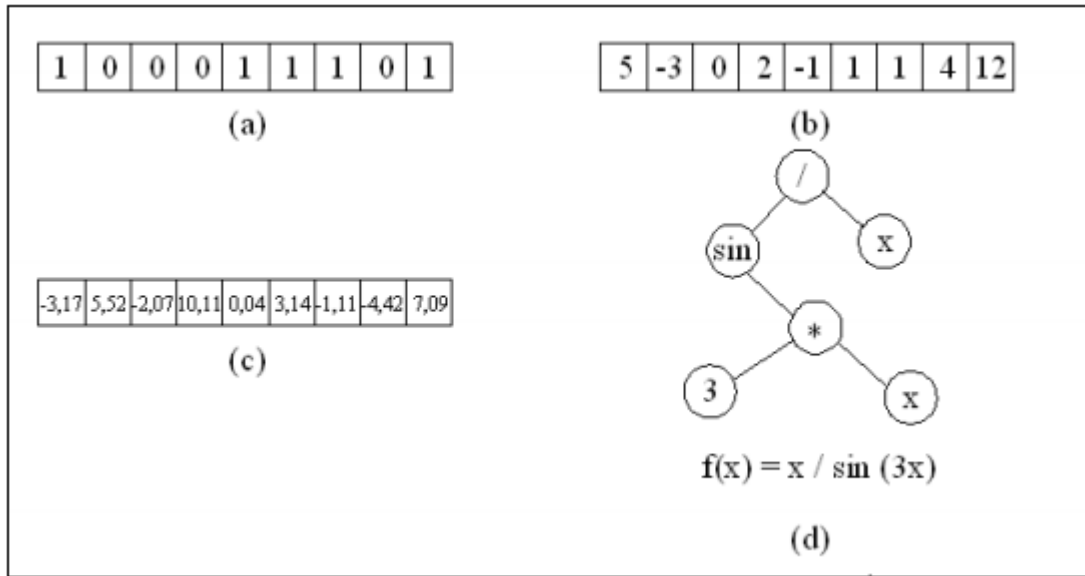 1 0 0 0 1 1 1 0 1
(a)
5 -3 0 2 -1 1 1 4 12
(b)
-3,17 5,52 -2,07 10,11 0,04 3,14 -1,11 -4,42 7,09
(c)
/
sin x
*
3 x
f(x) = x / sin (3x)
(d)